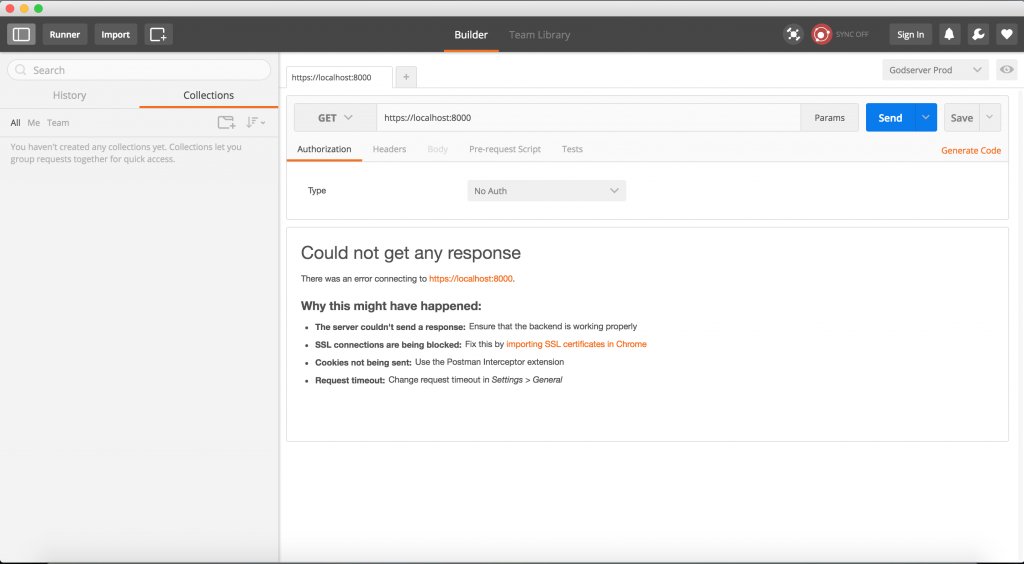 Runner
Import
Builder
Team Library
SYNC OFF
Sign In
Search
History
Collections
All Me Team
You haven't created any collections yet. Collections let you
group requests together for quick access.
https://localhost:8000
+
Godserver Prod
GET
https://localhost:8000
Params
Send
Save
Authorization
Headers
Body
Pre-request Script
Tests
Generate Code
Type
No Auth
Could not get any response
There was an error connecting to https://localhost:8000.
Why this might have happened:
• The server couldn't send a response: Ensure that the backend is working properly
• SSL connections are being blocked: Fix this by importing SSL certificates in Chrome
• Cookies not being sent: Use the Postman Interceptor extension
• Request timeout: Change request timeout in Settings > General